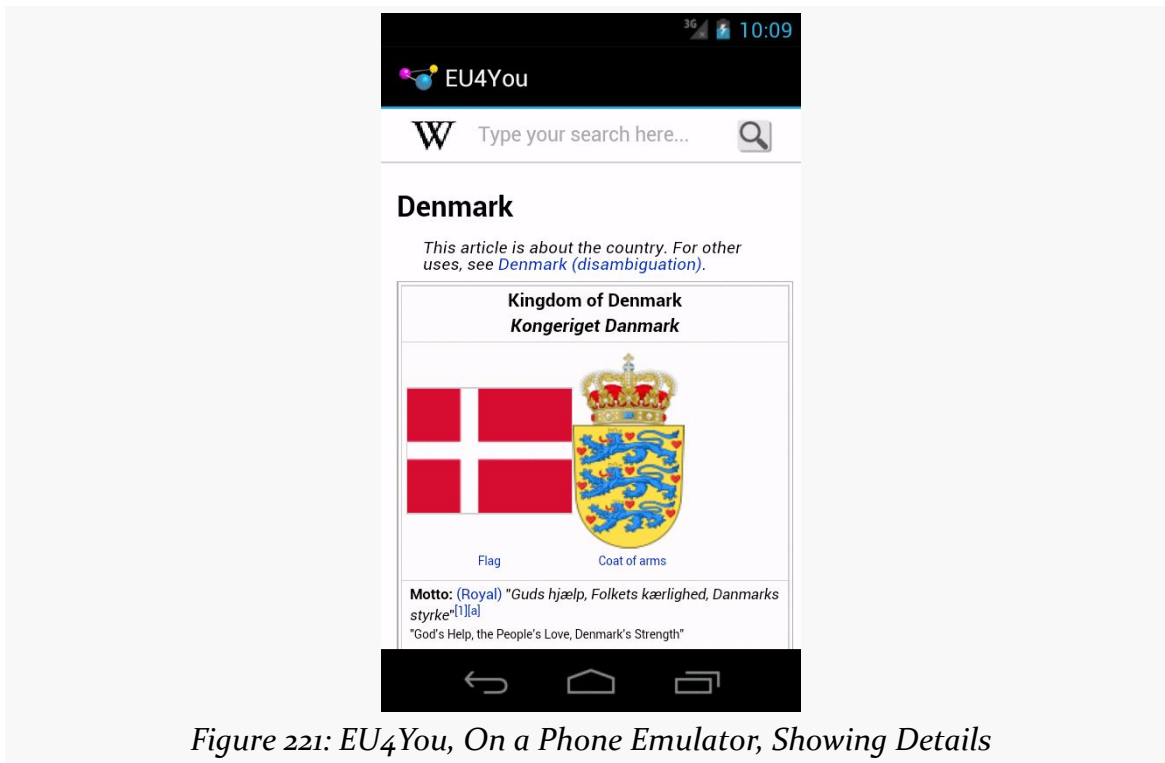 3G 10:09
EU4You
W Type your search here...
Denmark
This article is about the country. For other
uses, see Denmark (disambiguation).
Kingdom of Denmark
Kongeriget Danmark
Flag Coat of arms
Motto: (Royal) "Guds hjælp, Folkets kærlighed, Danmarks
styrke"[1][a]
"God's Help, the People's Love, Denmark's Strength"
Figure 221: EU4You, On a Phone Emulator, Showing Details